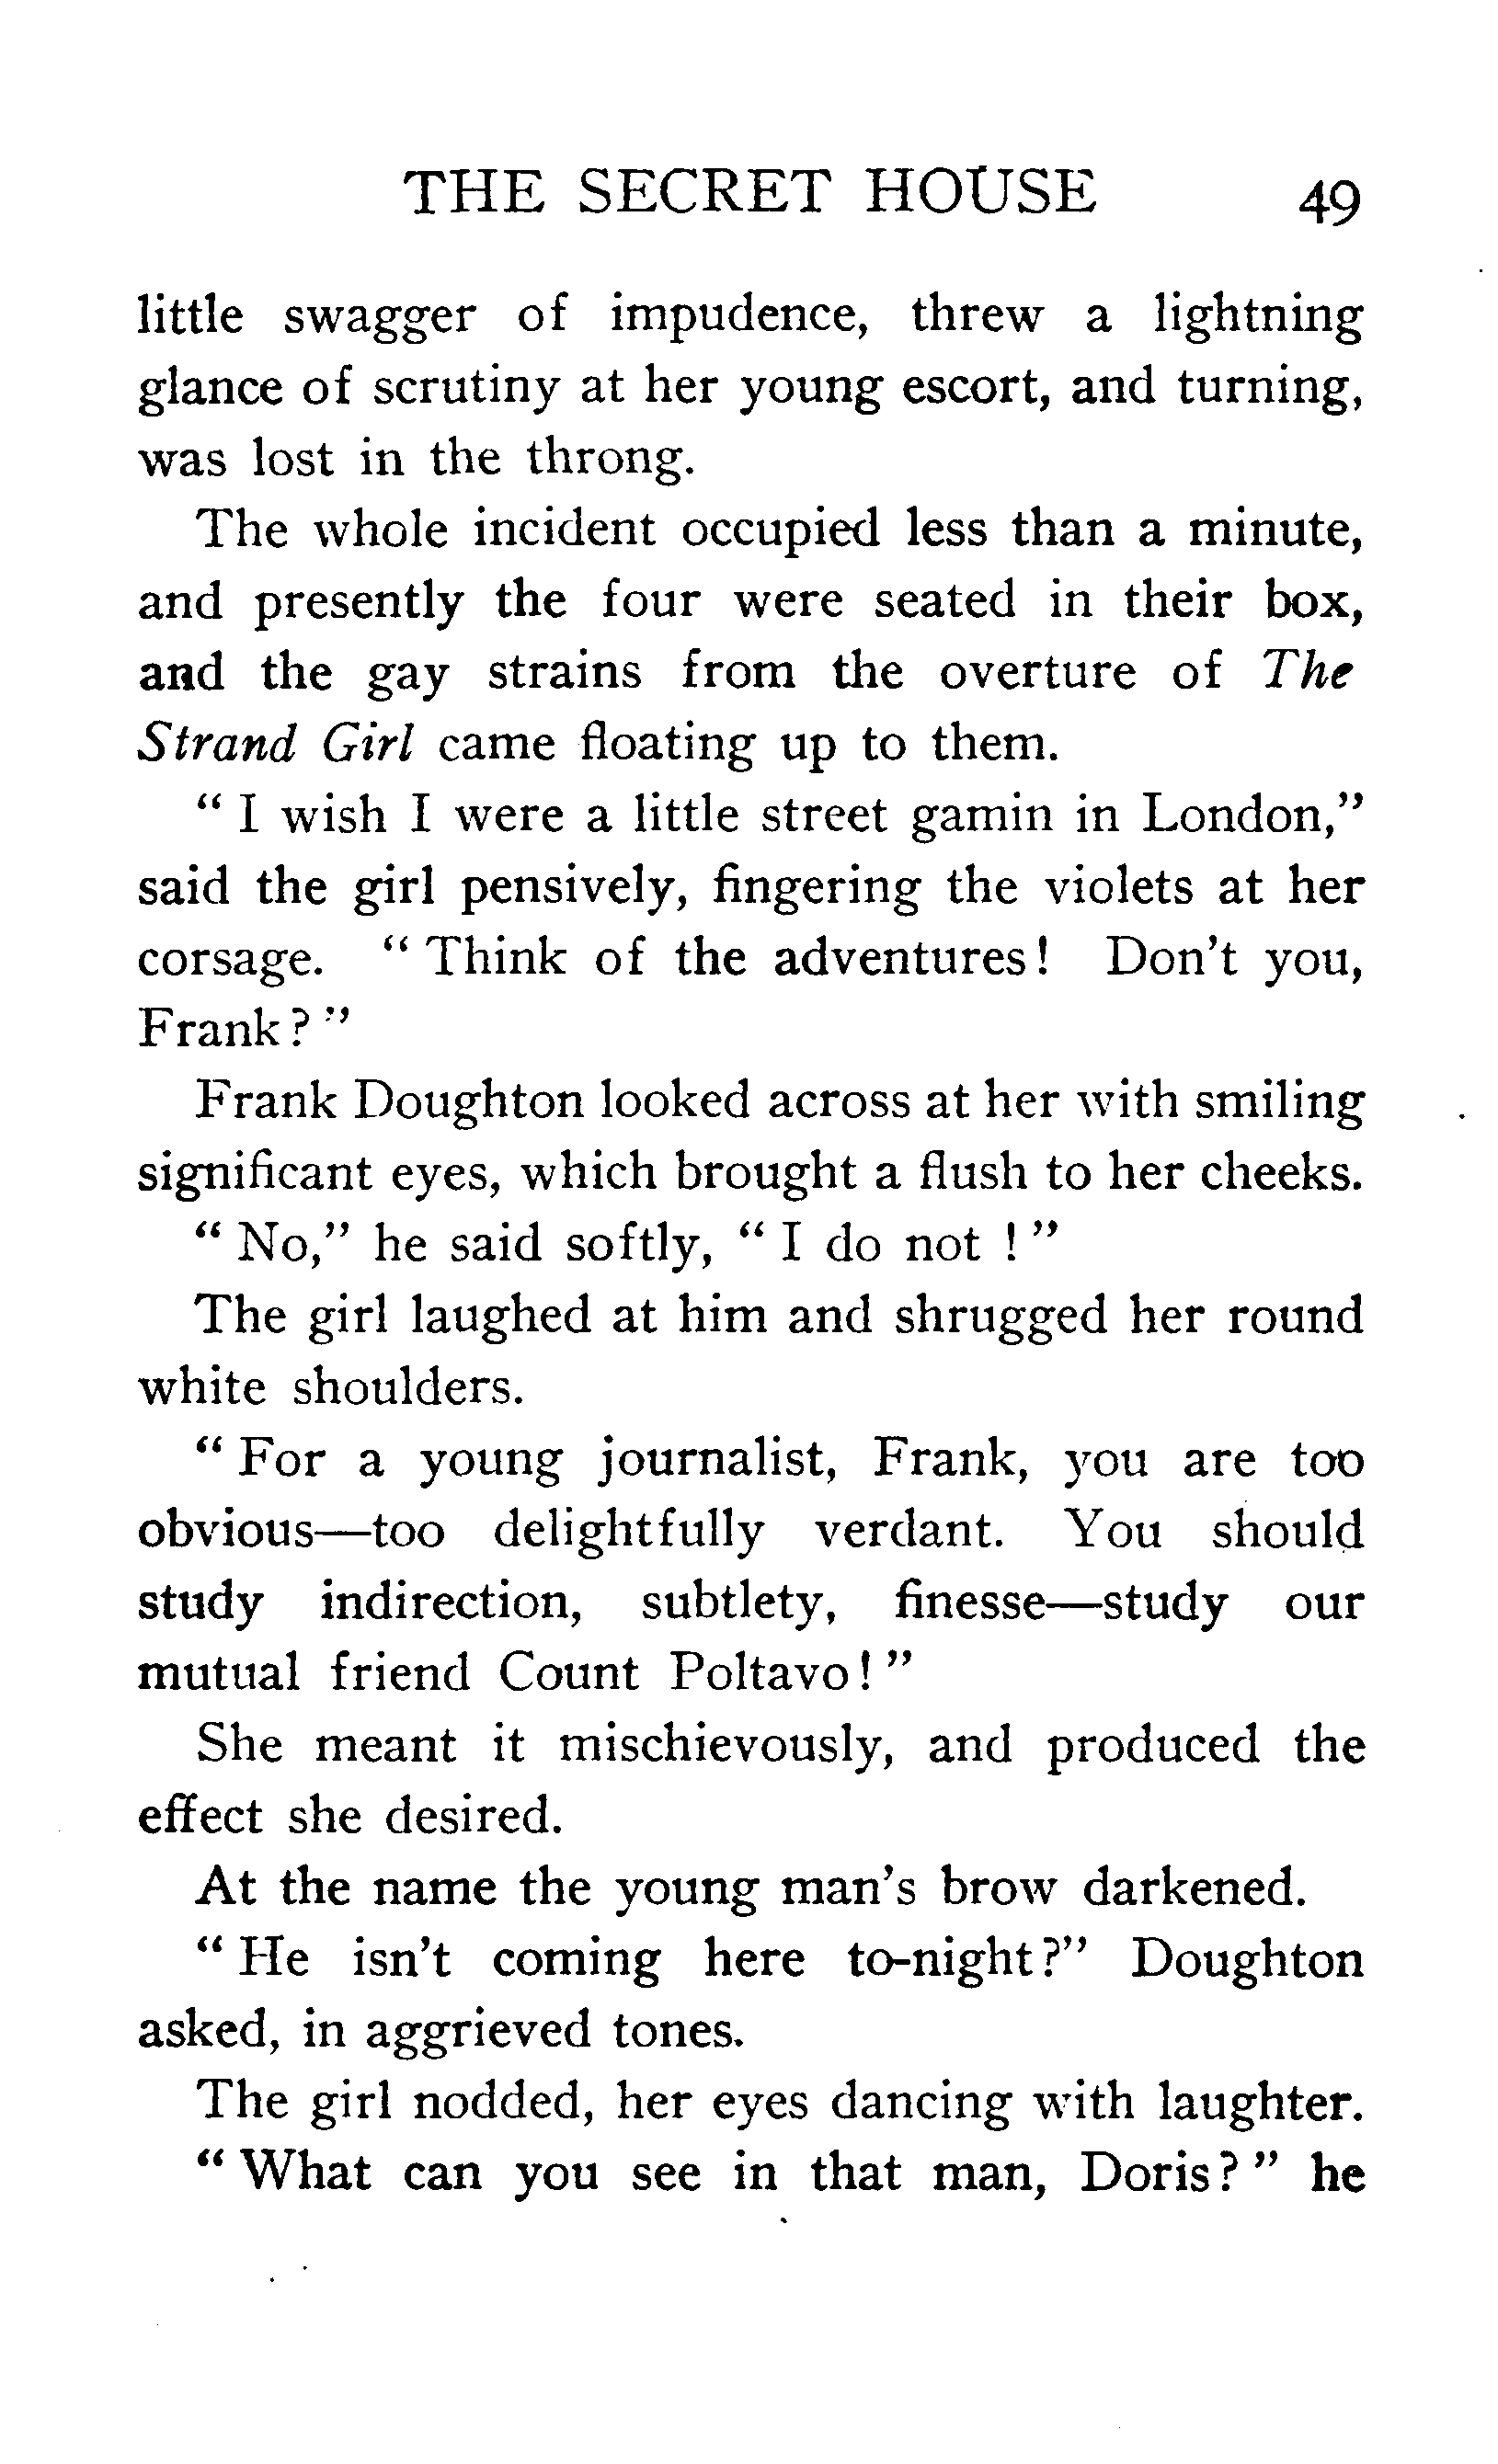 THE SECRET HOUSE 49
little swagger of impudence, threw a lightning
glance of scrutiny at her young escort, and turning,
was lost in the throng.
The whole incident occupied less than a minute,
and presently the four were seated in their box,
and the gay strains from the overture of The
Strand Girl came floating up to them.
“ I wish I were a little street gamin in London,”
said the girl pensively, fingering the violets at her
corsage. “ Think of the adventures! Don’t you,
Frank? ”
Frank Doughton looked across at her with smiling
significant eyes, which brought a flush to her cheeks.
“ No,” he said softly, “ I do not ! ”
The girl laughed at him and shrugged her round
white shoulders.
“ For a young journalist, Frank, you are too
obvious—too delightfully verdant. You should
study indirection, subtlety, finesse—study our
mutual friend Count Poltavo! ”
She meant it mischievously, and produced the
effect she desired.
At the name the young man’s brow darkened.
“ He isn’t coming here to-night?” Doughton
asked, in aggrieved tones.
The girl nodded, her eyes dancing with laughter.
“ What can you see in that man, Doris? ” he